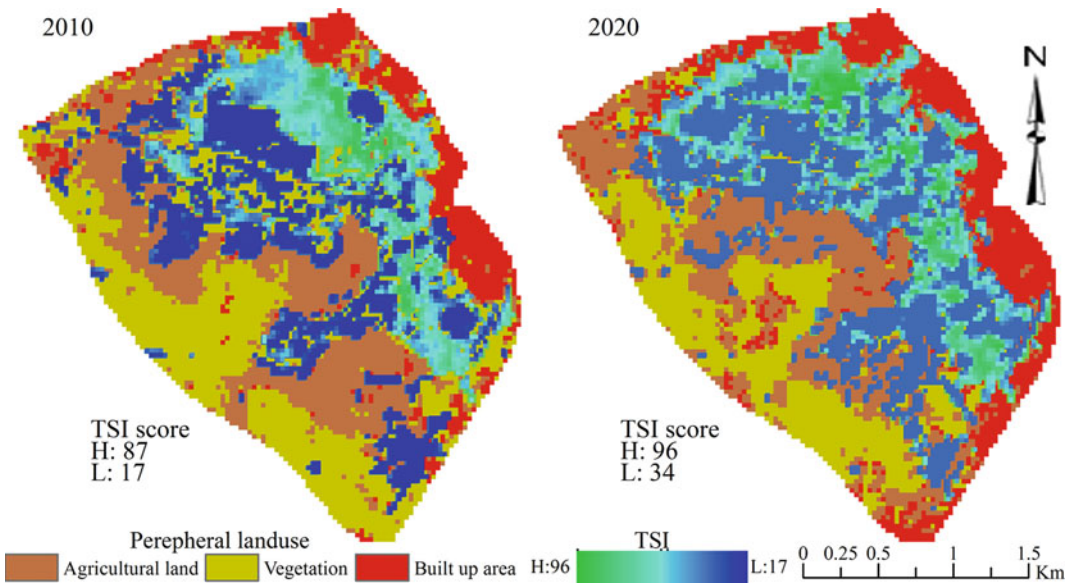 2010
2020
N
TSI score
H: 87
L: 17
TSI score
H: 96
L: 34
Perepheral landuse
Agricultural land
Vegetation
Built up area
TSI
H:96
L:17
0 0.25 0.5 1 1.5
Km